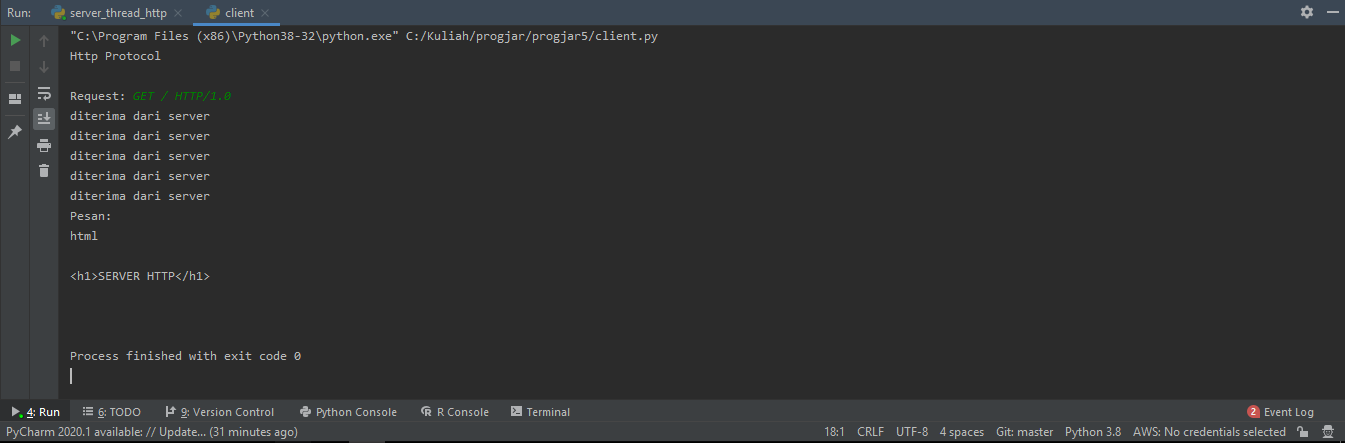 Run: server_thread_http client
"C:\Program Files (x86)\Python38-32\python.exe" C:/Kuliah/progjar/progjar5/client.py
Http Protocol
Request: GET / HTTP/1.0
diterima dari server
diterima dari server
diterima dari server
diterima dari server
diterima dari server
Pesan:
html
<h1>SERVER HTTP</h1>
Process finished with exit code 0
4: Run 6: TODO 9: Version Control Python Console R Console Terminal 2 Event Log
PyCharm 2020.1 available: // Update... (31 minutes ago) 18:1 CRLF UTF-8 4 spaces Git: master Python 3.8 AWS: No credentials selected